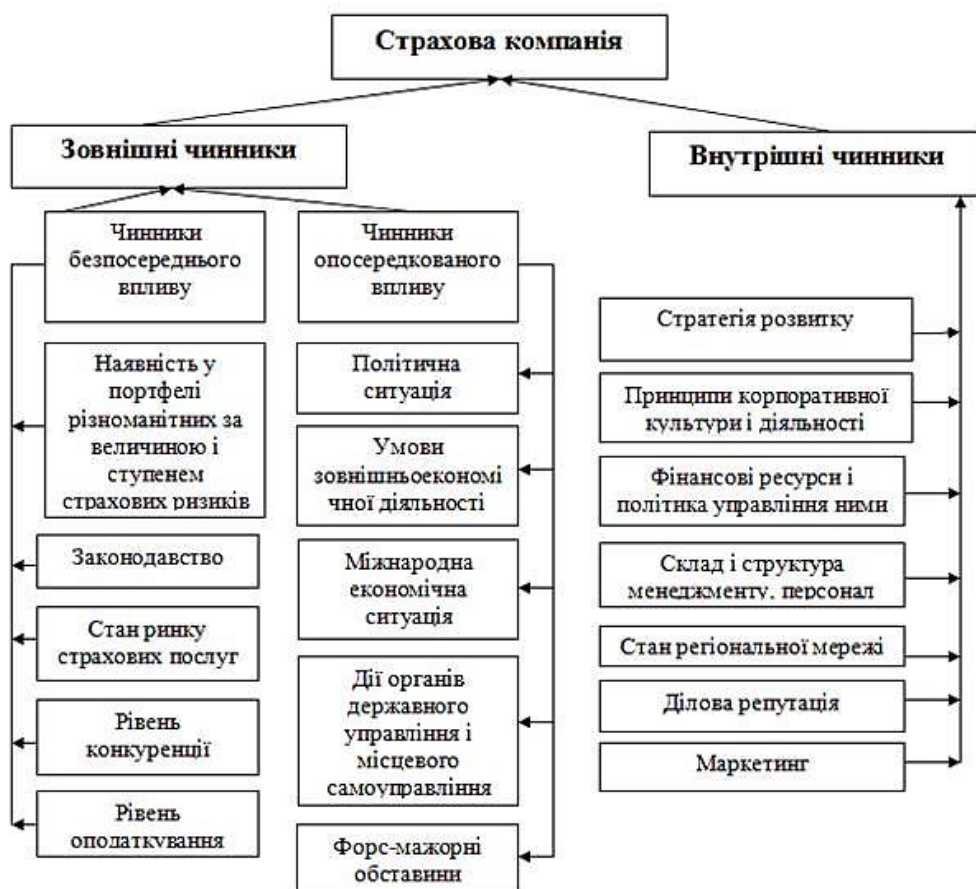 Страхова компанія
Зовнішні чинники
Внутрішні чинники
Чинники
безпосереднього
впливу
Наявність у
портфелі
різноманітних за
величиною і
ступенем
страхових ризиків
Законодавство
Стан ринку
страхових послуг
Рівень
конкуренції
Рівень
оподаткування
Чинники
опосередкованого
впливу
Політична
ситуація
Умови
зовнішньоекономі
чної діяльності
Міжнародна
економічна
ситуація
Дії органів
державного
управління і
місцевого
самоуправління
Форс-мажорні
обставини
Стратегія розвитку
Принципи корпоративної
культури і діяльності
Фінансові ресурси і
політика управління ними
Склад і структура
менеджменту, персонал
Стан регіональної мережі
Ділова репутація
Маркетинг